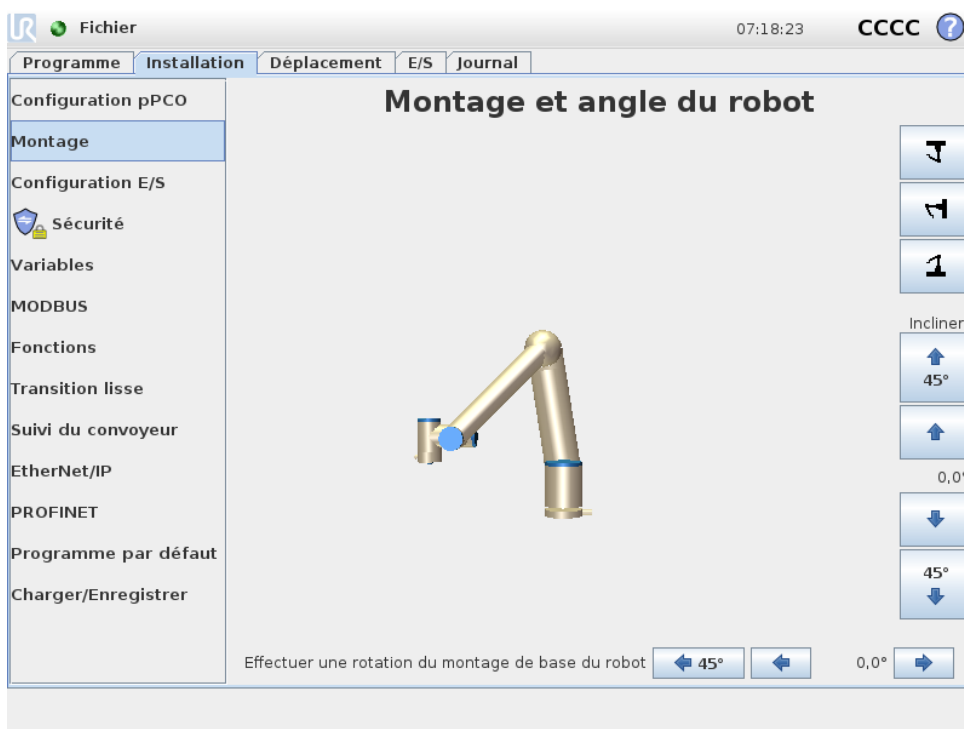 UR Fichier 07:18:23 CCCC ?
Programme Installation Déplacement E/S Journal
Configuration pPCO
Montage
Configuration E/S
Sécurité
Variables
MODBUS
Fonctions
Transition lisse
Suivi du convoyeur
EtherNet/IP
PROFINET
Programme par défaut
Charger/Enregistrer
Montage et angle du robot
Incliner
45°
0,0°
45°
Effectuer une rotation du montage de base du robot 45° 0,0°